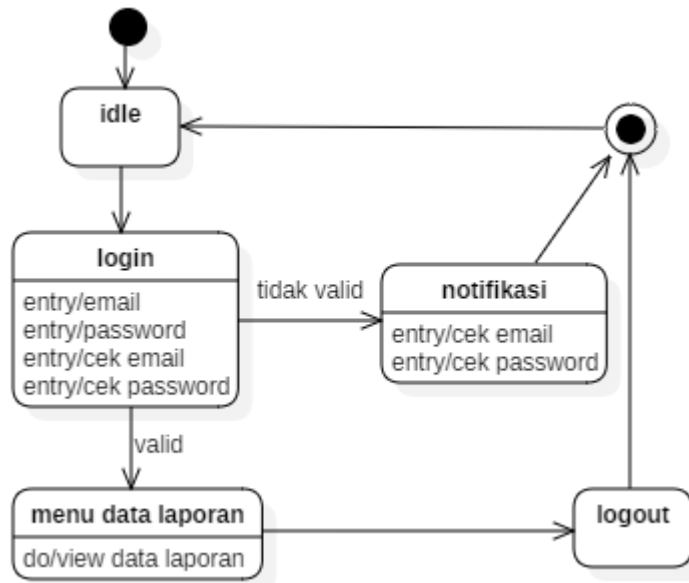 idle
login
entry/email
entry/password
entry/cek email
entry/cek password
tidak valid
notifikasi
entry/cek email
entry/cek password
valid
menu data laporan
do/view data laporan
logout